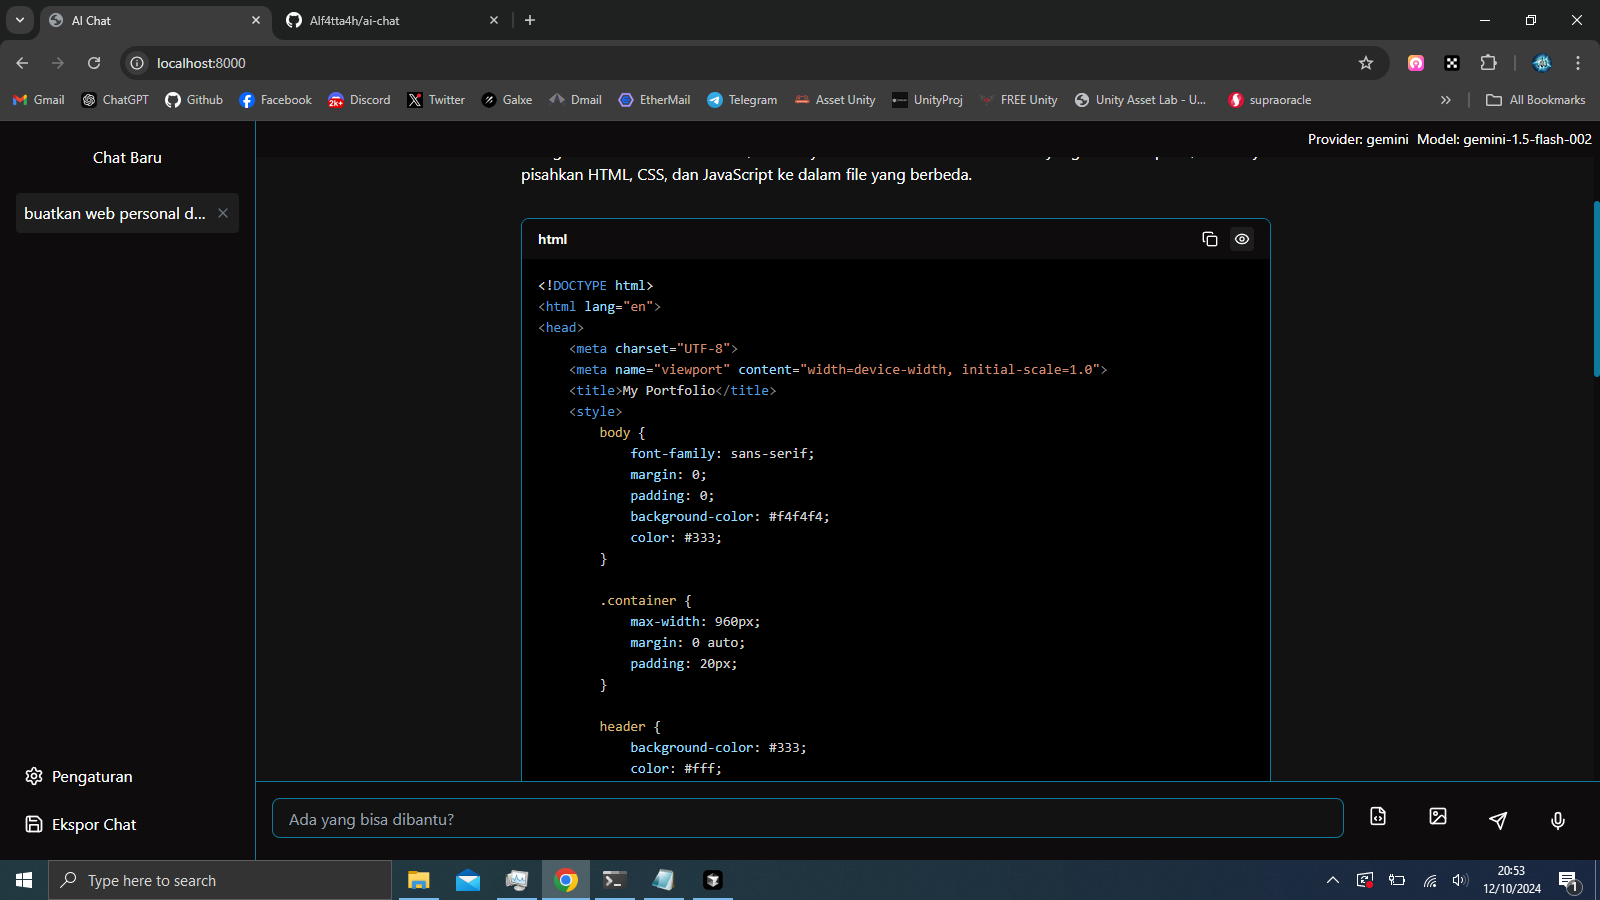 AI Chat
Alf4tta4h/ai-chat
localhost:8000
Gmail
ChatGPT
Github
Facebook
Discord
Twitter
Galxe
Dmail
EtherMail
Telegram
Asset Unity
UnityProj
FREE Unity
Unity Asset Lab - U...
supraoracle
All Bookmarks
Chat Baru
buatkan web personal d...
Pengaturan
Ekspor Chat
Provider: gemini Model: gemini-1.5-flash-002
pisahkan HTML, CSS, dan JavaScript ke dalam file yang berbeda.
html
<!DOCTYPE html>
<html lang="en">
<head>
    <meta charset="UTF-8">
    <meta name="viewport" content="width=device-width, initial-scale=1.0">
    <title>My Portfolio</title>
    <style>
        body {
            font-family: sans-serif;
            margin: 0;
            padding: 0;
            background-color: #f4f4f4;
            color: #333;
        }
        .container {
            max-width: 960px;
            margin: 0 auto;
            padding: 20px;
        }
        header {
            background-color: #333;
            color: #fff;
Ada yang bisa dibantu?
Type here to search
20:53
12/10/2024
1